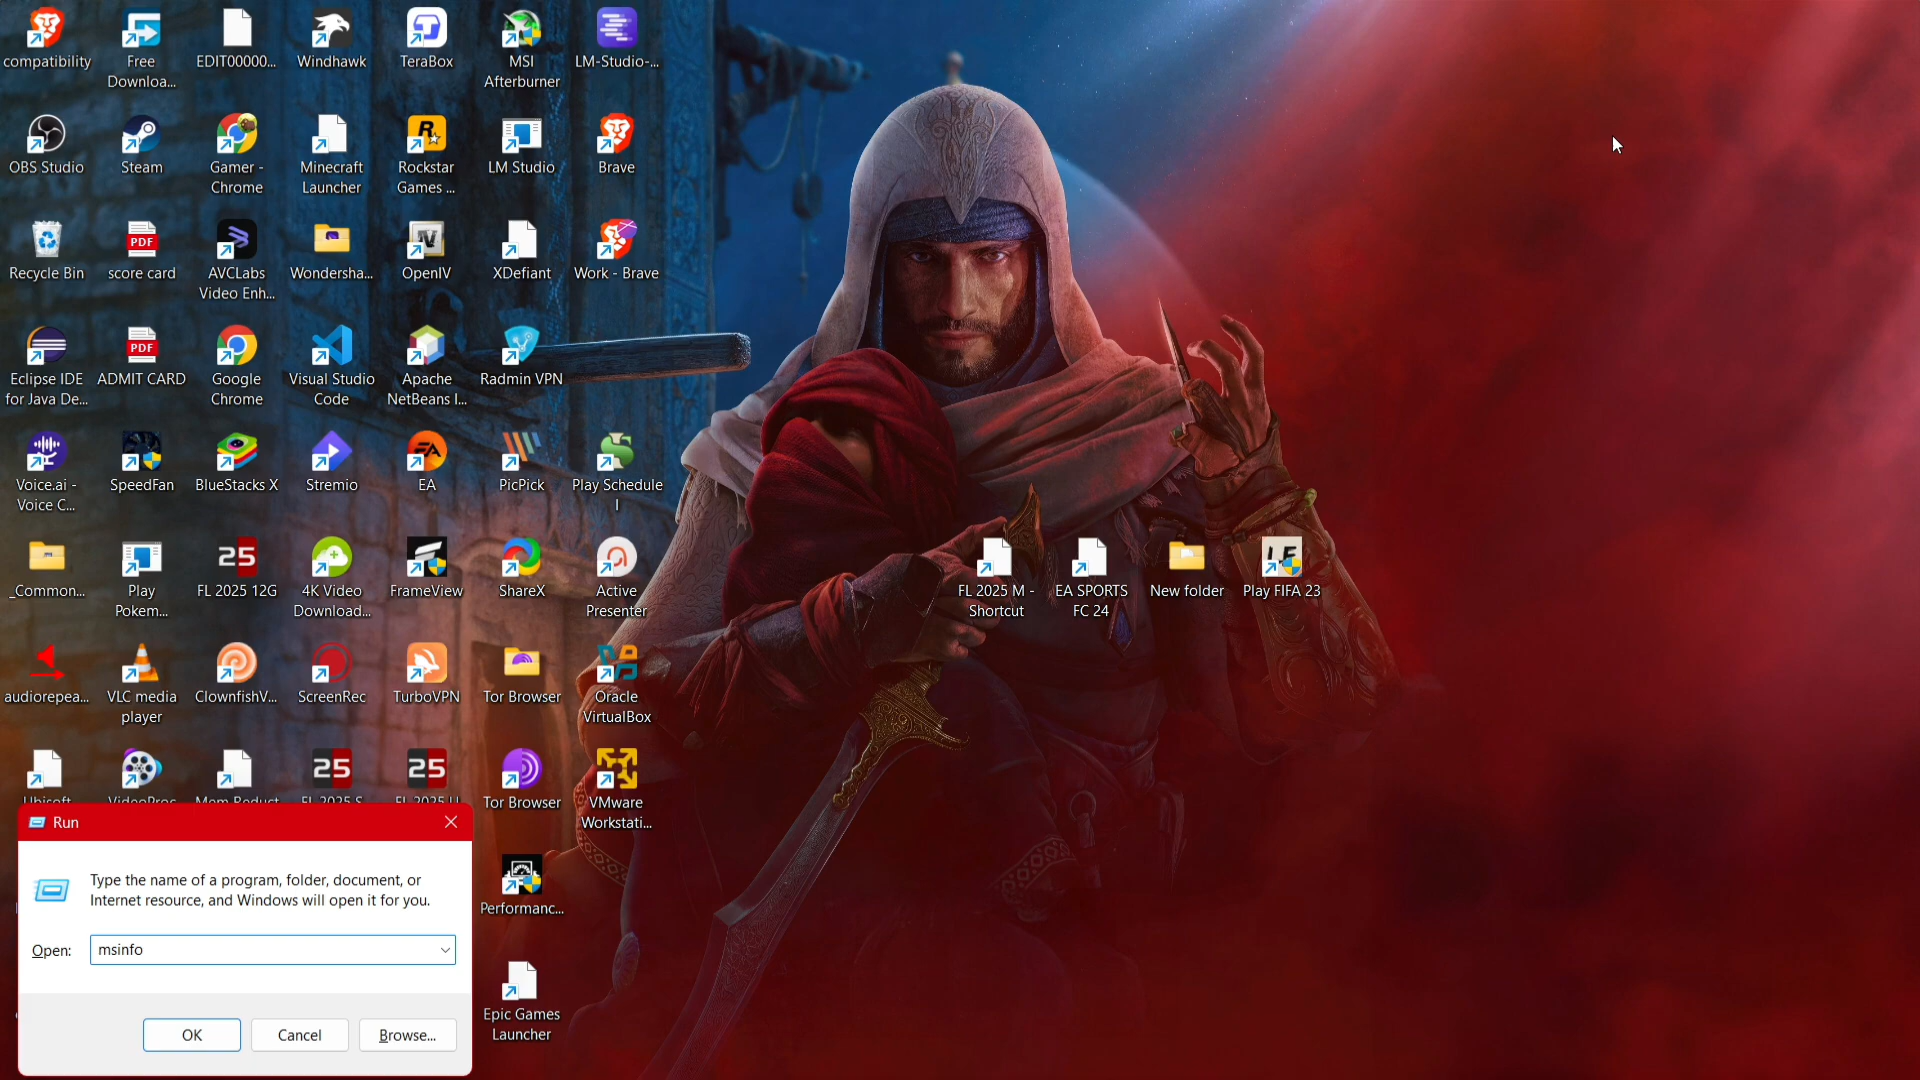 compatibility
Free
Downloa...
EDIT00000...
Windhawk
TeraBox
MSI
Afterburner
LM-Studio-...
OBS Studio
Steam
Gamer -
Chrome
Minecraft
Launcher
Rockstar
Games ...
LM Studio
Brave
Recycle Bin
PDF
score card
AVCLabs
Video Enh...
Wondersha...
OpenIV
XDefiant
Work - Brave
Eclipse IDE
for Java De...
PDF
ADMIT CARD
Google
Chrome
Visual Studio
Code
Apache
NetBeans I...
Radmin VPN
Voice.ai -
Voice C...
SpeedFan
BlueStacks X
Stremio
EA
EA
PicPick
Play Schedule
I
_Common...
Play
Pokem...
25
FL 2025 12G
4K Video
Download...
FrameView
ShareX
Active
Presenter
FL 2025 M -
Shortcut
EA SPORTS
FC 24
New folder
Play FIFA 23
audiorepea...
VLC media
player
ClownfishV...
ScreenRec
TurboVPN
Tor Browser
Oracle
VirtualBox
25
25
Tor Browser
VMware
Workstati...
Performanc...
Epic Games
Launcher
Run
Type the name of a program, folder, document, or
Internet resource, and Windows will open it for you.
Open:
msinfo
OK
Cancel
Browse...